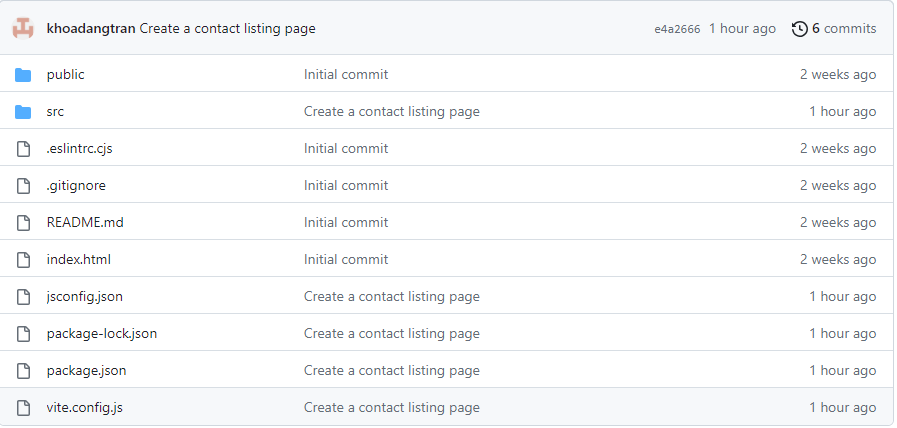 khoadangtran Create a contact listing page e4a2666 1 hour ago 6 commits
public Initial commit 2 weeks ago
src Create a contact listing page 1 hour ago
.eslintrc.cjs Initial commit 2 weeks ago
.gitignore Initial commit 2 weeks ago
README.md Initial commit 2 weeks ago
index.html Initial commit 2 weeks ago
jsconfig.json Create a contact listing page 1 hour ago
package-lock.json Create a contact listing page 1 hour ago
package.json Create a contact listing page 1 hour ago
vite.config.js Create a contact listing page 1 hour ago